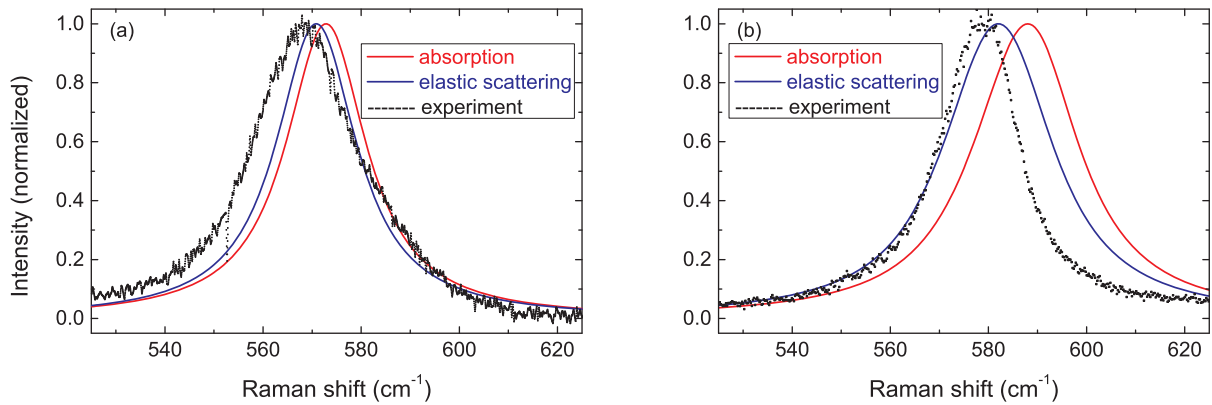 (a)
absorption
elastic scattering
experiment
Intensity (normalized)
1.0
0.8
0.6
0.4
0.2
0.0
540
560
580
600
620
Raman shift (cm⁻¹)
(b)
absorption
elastic scattering
experiment
1.0
0.8
0.6
0.4
0.2
0.0
540
560
580
600
620
Raman shift (cm⁻¹)